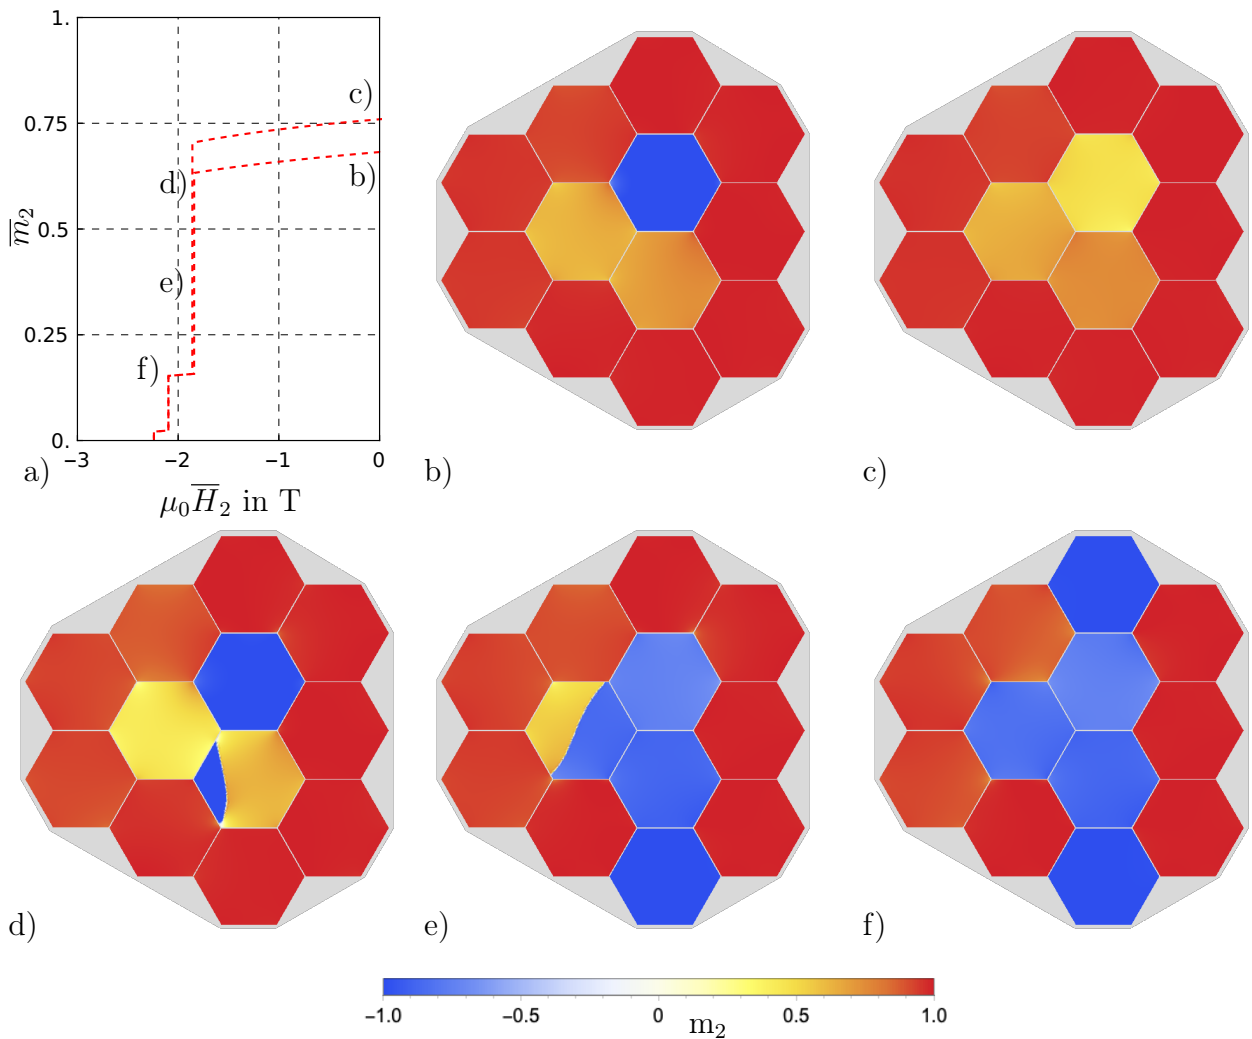 1.
c)
0.75
d)
b)
m̅₂
0.5
e)
0.25
f)
0.
−3
−2
−1
0
a)
μ₀H̅₂ in T
b)
c)
d)
e)
f)
−1.0
−0.5
0
m₂
0.5
1.0